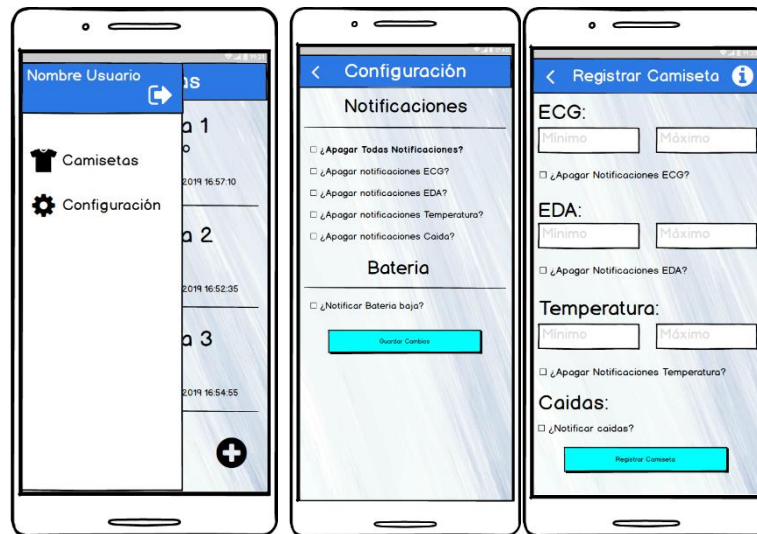 Nombre Usuario
as
a 1
o
Camisetas
2019 16:57:10
Configuración
a 2
2019 16:52:35
a 3
2019 16:54:55
Configuración
Notificaciones
¿Apagar Todas Notificaciones?
¿Apagar notificaciones ECG?
¿Apagar notificaciones EDA?
¿Apagar notificaciones Temperatura?
¿Apagar notificaciones Caida?
Bateria
¿Notificar Bateria baja?
Guardar Cambios
Registrar Camiseta
ECG:
Mínimo Máximo
¿Apagar Notificaciones ECG?
EDA:
Mínimo Máximo
¿Apagar Notificaciones EDA?
Temperatura:
Mínimo Máximo
¿Apagar Notificaciones Temperatura?
Caidas:
¿Notificar caidas?
Registrar Camiseta